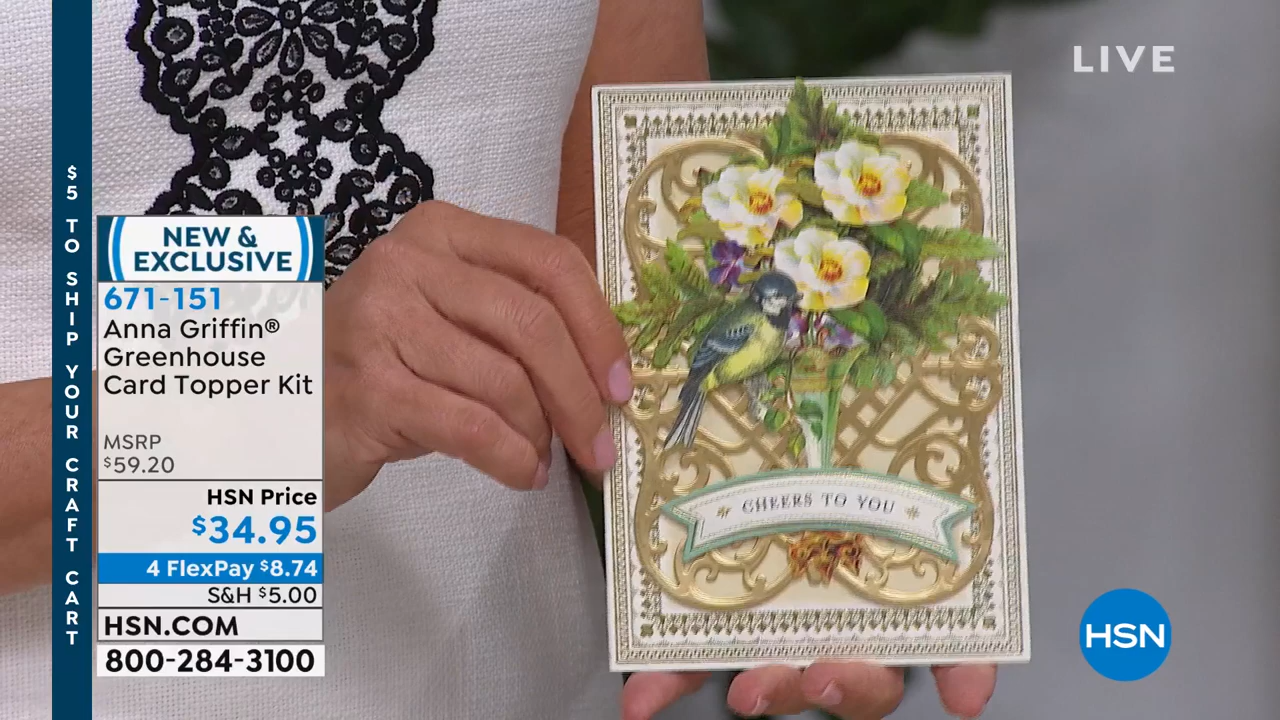 LIVE
$5 TO SHIP YOUR CRAFT CART
NEW &
EXCLUSIVE
671-151
Anna Griffin®
Greenhouse
Card Topper Kit
MSRP
$59.20
HSN Price
$34.95
4 FlexPay $8.74
S&H $5.00
HSN.COM
800-284-3100
CHEERS TO YOU
HSN